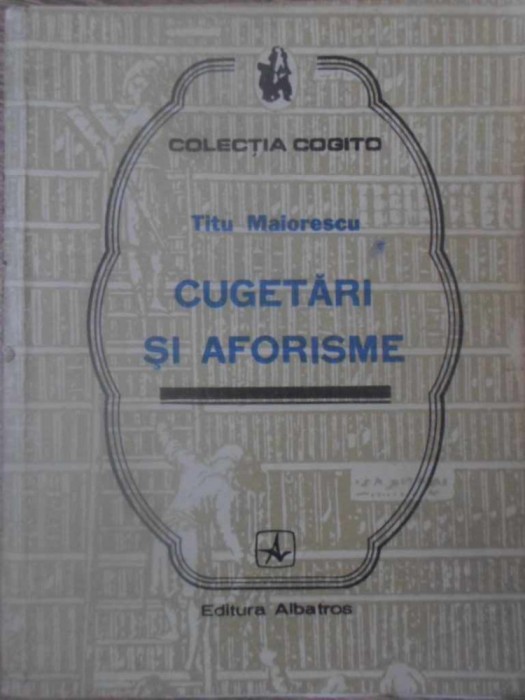 COLECȚIA COGITO
Titu Maiorescu
CUGETĂRI
ȘI AFORISME
Editura Albatros